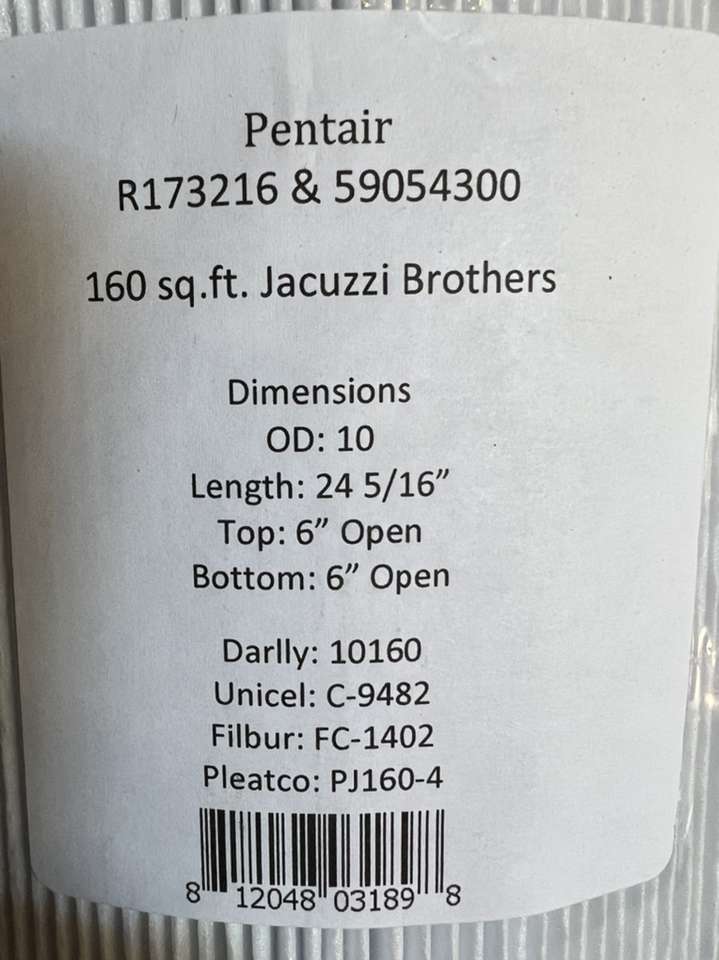 Pentair
R173216 & 59054300
160 sq.ft. Jacuzzi Brothers
Dimensions
OD: 10
Length: 24 5/16”
Top: 6” Open
Bottom: 6” Open
Darlly: 10160
Unicel: C-9482
Filbur: FC-1402
Pleatco: PJ160-4
8 12048 03189 8